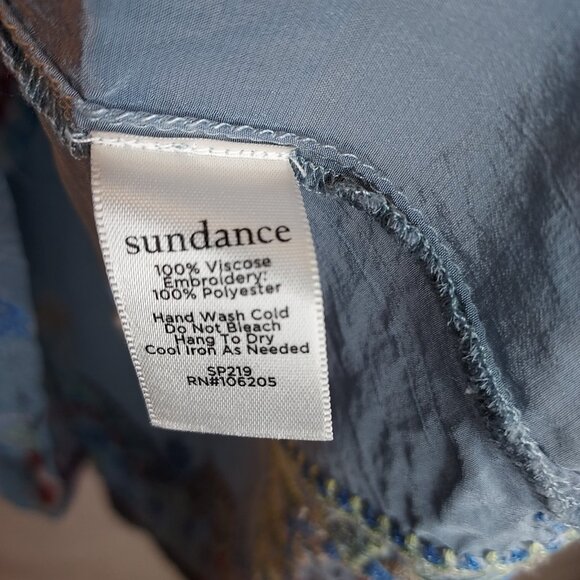 sundance
100% Viscose
Embroidery:
100% Polyester
Hand Wash Cold
Do Not Bleach
Hang To Dry
Cool Iron As Needed
SP219
RN#106205